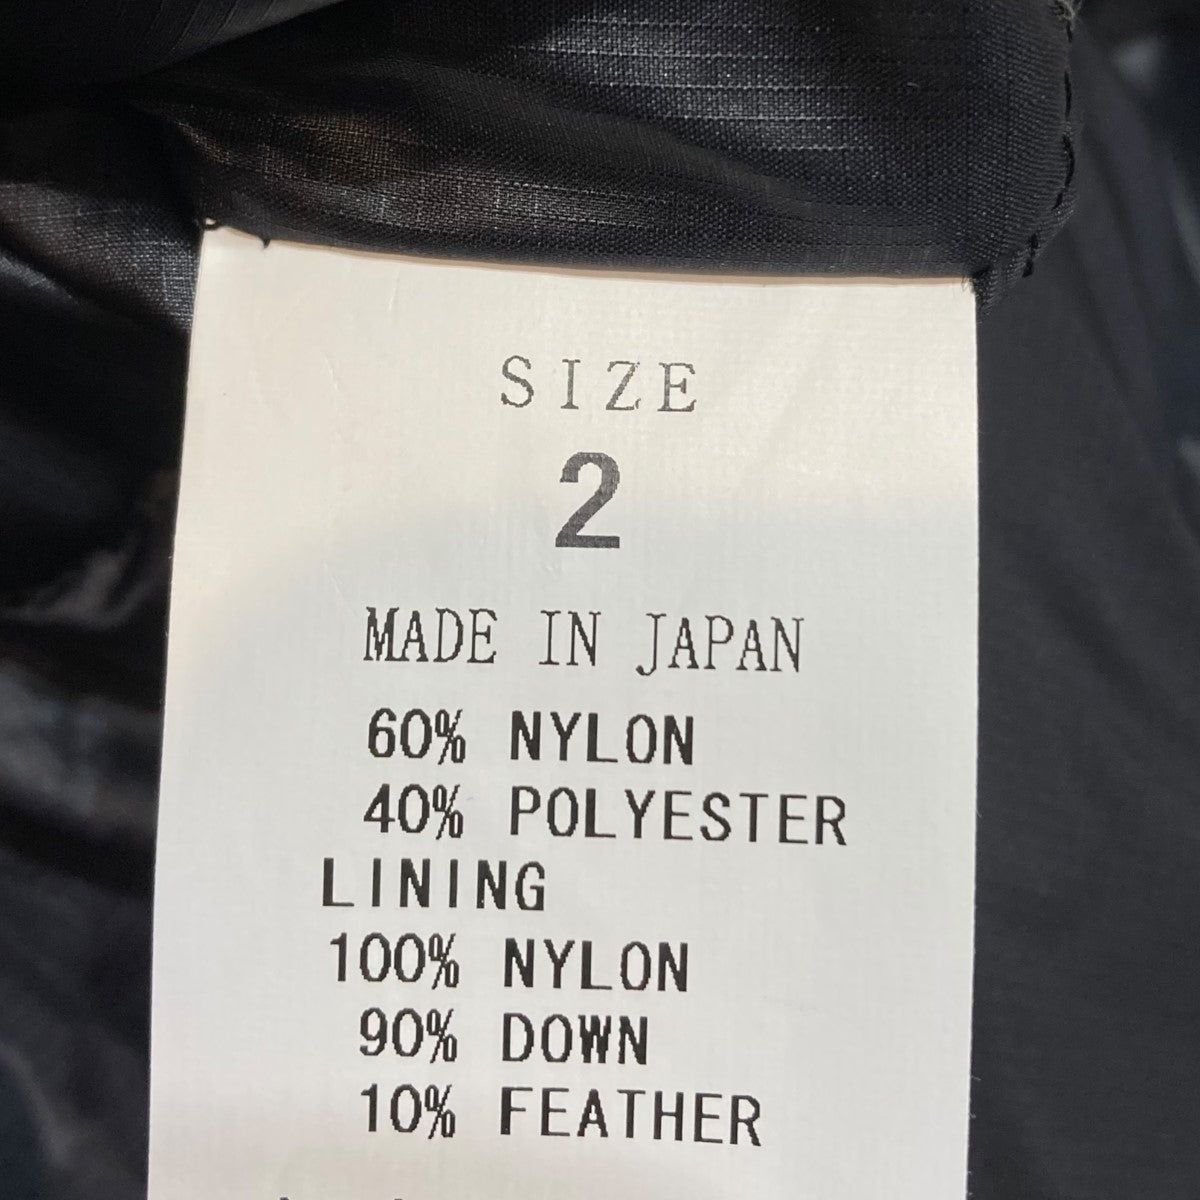 SIZE
2
MADE IN JAPAN
60% NYLON
40% POLYESTER
LINING
100% NYLON
90% DOWN
10% FEATHER